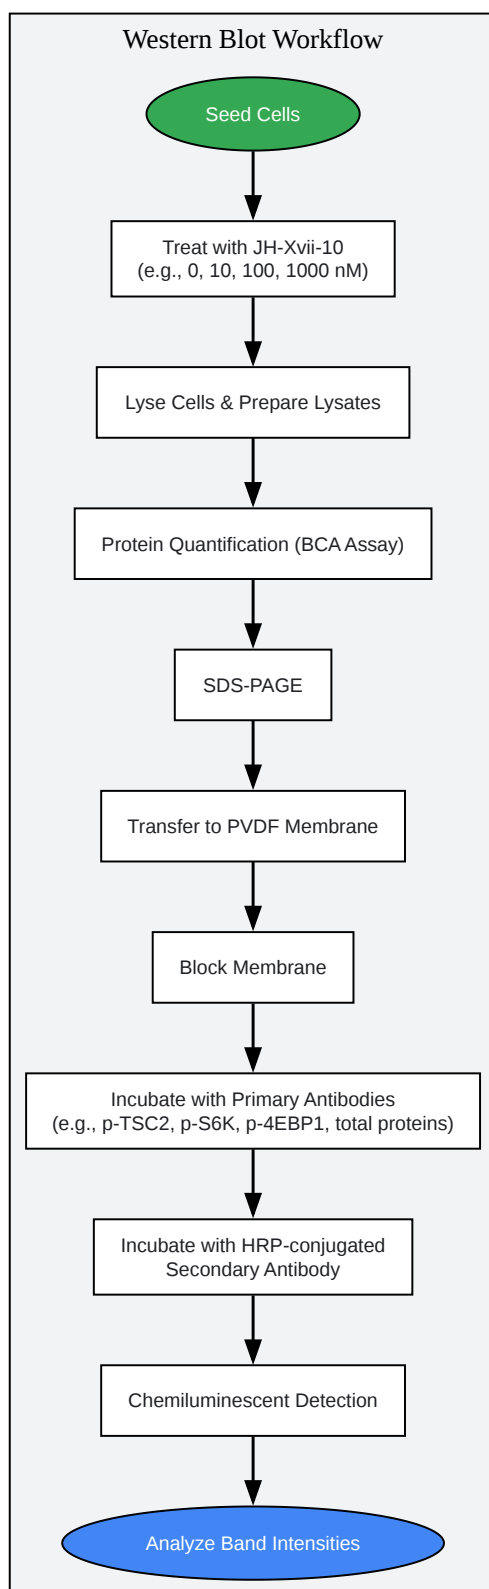 Western Blot Workflow
Seed Cells
Treat with JH-Xvii-10
(e.g., 0, 10, 100, 1000 nM)
Lyse Cells & Prepare Lysates
Protein Quantification (BCA Assay)
SDS-PAGE
Transfer to PVDF Membrane
Block Membrane
Incubate with Primary Antibodies
(e.g., p-TSC2, p-S6K, p-4EBP1, total proteins)
Incubate with HRP-conjugated
Secondary Antibody
Chemiluminescent Detection
Analyze Band Intensities